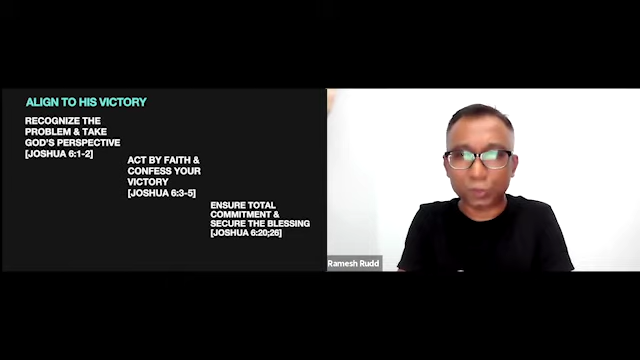 ALIGN TO HIS VICTORY
RECOGNIZE THE
PROBLEM & TAKE
GOD'S PERSPECTIVE
[JOSHUA 6:1-2]
ACT BY FAITH &
CONFESS YOUR
VICTORY
[JOSHUA 6:3-5]
ENSURE TOTAL
COMMITMENT &
SECURE THE BLESSING
[JOSHUA 6:20;26]
Ramesh Rudd